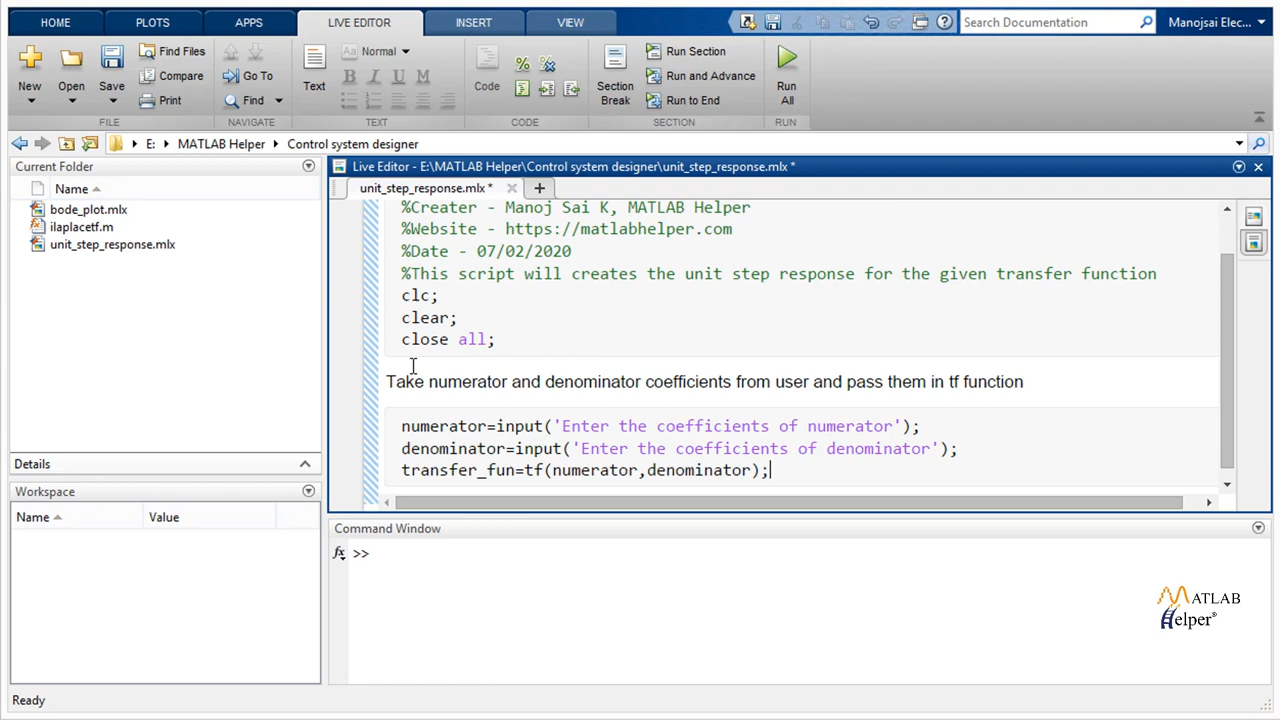 HOME PLOTS APPS LIVE EDITOR INSERT VIEW Search Documentation Manojsai Elec...
New Open Save Find Files Compare Print
FILE
Go To Find
NAVIGATE
Text Aa Normal B I U M
TEXT
Code
CODE
Section Break Run Section Run and Advance Run to End
SECTION
Run All
RUN
E: MATLAB Helper Control system designer
Current Folder
Name
bode_plot.mlx
ilaplacetf.m
unit_step_response.mlx
Details
Workspace
Name Value
Live Editor - E:\MATLAB Helper\Control system designer\unit_step_response.mlx *
unit_step_response.mlx *
%Creater - Manoj Sai K, MATLAB Helper
%Website - https://matlabhelper.com
%Date - 07/02/2020
%This script will creates the unit step response for the given transfer function
clc;
clear;
close all;
Take numerator and denominator coefficients from user and pass them in tf function
numerator=input('Enter the coefficients of numerator');
denominator=input('Enter the coefficients of denominator');
transfer_fun=tf(numerator,denominator);
Command Window
fx >>
MATLAB
Helper®
Ready